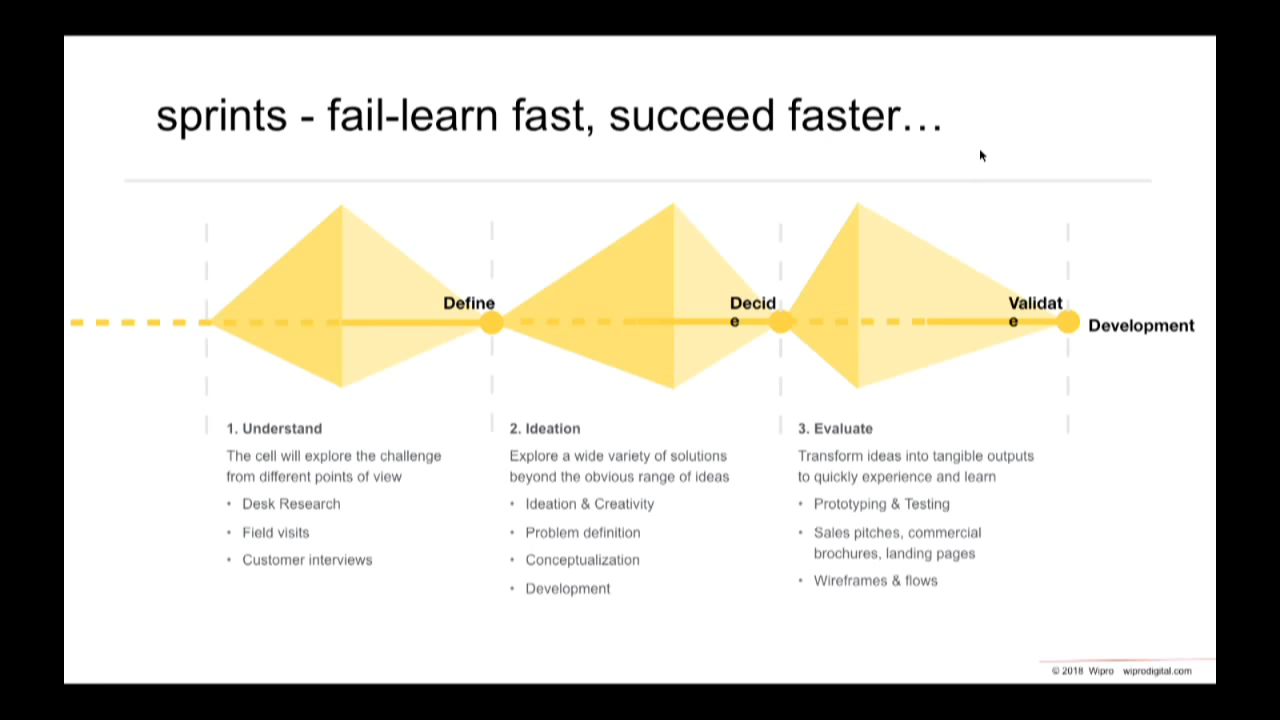 sprints - fail-learn fast, succeed faster…
Define
Decid
e
Validat
e
Development
1. Understand
The cell will explore the challenge
from different points of view
• Desk Research
• Field visits
• Customer interviews
2. Ideation
Explore a wide variety of solutions
beyond the obvious range of ideas
• Ideation & Creativity
• Problem definition
• Conceptualization
• Development
3. Evaluate
Transform ideas into tangible outputs
to quickly experience and learn
• Prototyping & Testing
• Sales pitches, commercial
brochures, landing pages
• Wireframes & flows
© 2018 Wipro wiprodigital.com